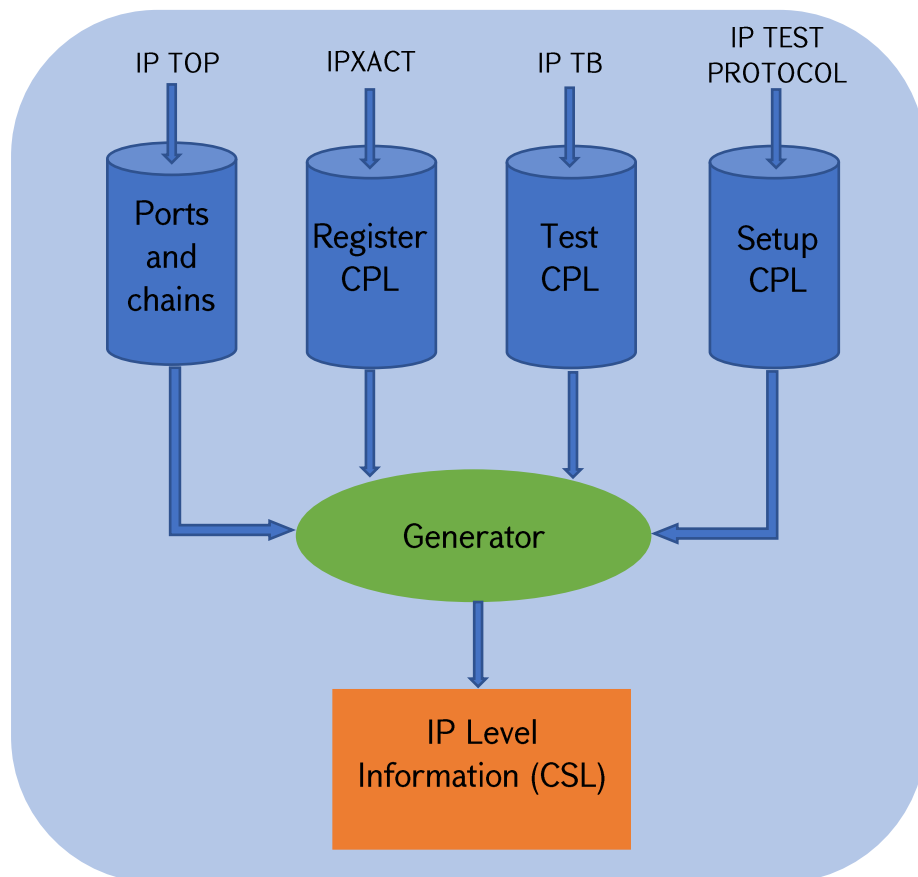 IP TOP
IPXACT
IP TB
IP TEST
PROTOCOL
Ports
and
chains
Register
CPL
Test
CPL
Setup
CPL
Generator
IP Level
Information (CSL)